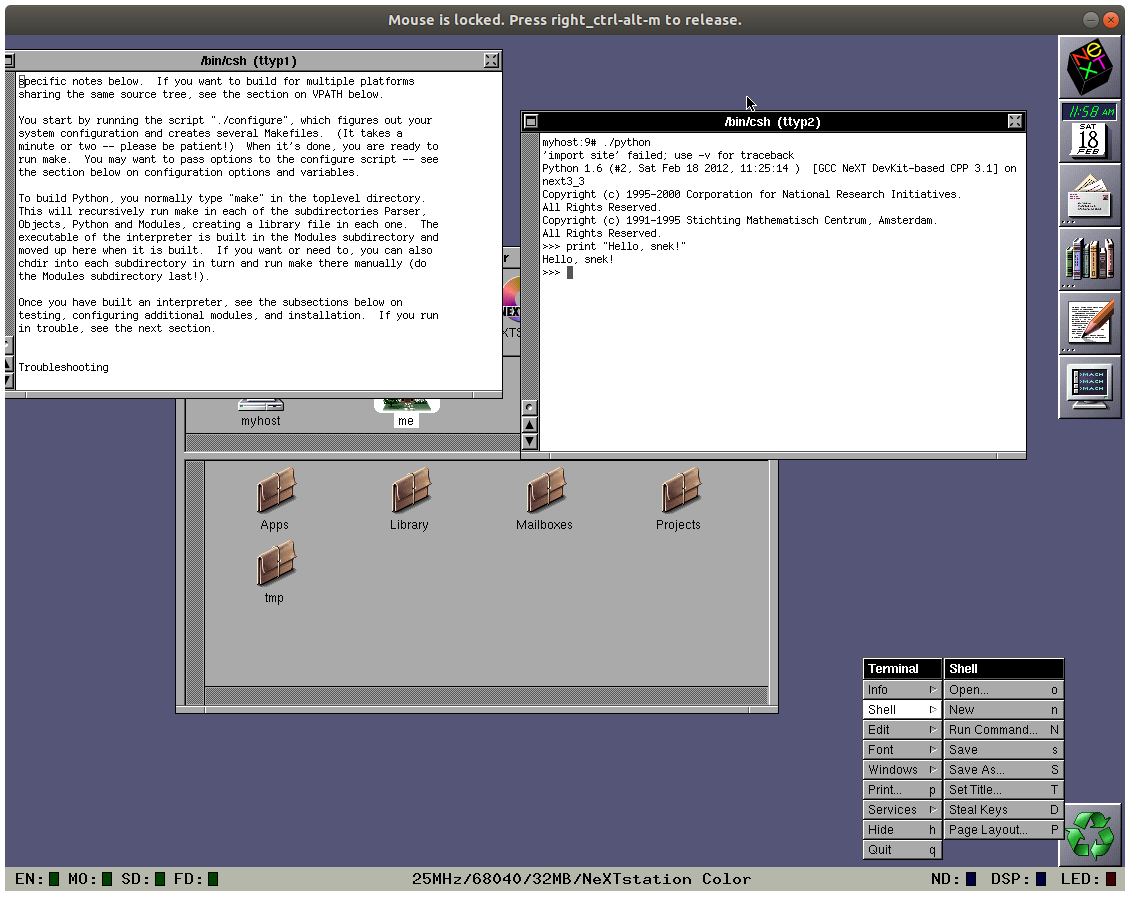 Mouse is locked. Press right_ctrl-alt-m to release.
/bin/csh (ttyp1)
specific notes below.  If you want to build for multiple platforms
sharing the same source tree, see the section on VPATH below.
You start by running the script "./configure", which figures out your
system configuration and creates several Makefiles.  (It takes a
minute or two -- please be patient!)  When it's done, you are ready to
run make.  You may want to pass options to the configure script -- see
the section below on configuration options and variables.
To build Python, you normally type "make" in the toplevel directory.
This will recursively run make in each of the subdirectories Parser,
Objects, Python and Modules, creating a library file in each one.  The
executable of the interpreter is built in the Modules subdirectory and
moved up here when it is built.  If you want or need to, you can also
chdir into each subdirectory in turn and run make there manually (do
the Modules subdirectory last!).
Once you have built an interpreter, see the subsections below on
testing, configuring additional modules, and installation.  If you run
in trouble, see the next section.
Troubleshooting
/bin/csh (ttyp2)
myhost:9# ./python
'import site' failed; use -v for traceback
Python 1.6 (#2, Sat Feb 18 2012, 11:25:14 )  [GCC NeXT DevKit-based CPP 3.1] on
next3_3
Copyright (c) 1995-2000 Corporation for National Research Initiatives.
All Rights Reserved.
Copyright (c) 1991-1995 Stichting Mathematisch Centrum, Amsterdam.
All Rights Reserved.
>>> print "Hello, snek!"
Hello, snek!
>>>
NeXT
11:58 AM
SAT
18
FEB
MACH
MACH
MACH
r
NEX
XTS
myhost
me
Apps
Library
Mailboxes
Projects
tmp
Terminal
Info
Shell
Edit
Font
Windows
Print... p
Services
Hide h
Quit q
Shell
Open... o
New n
Run Command... N
Save s
Save As... S
Set Title... T
Steal Keys D
Page Layout... P
EN: MO: SD: FD:
25MHz/68040/32MB/NeXTstation Color
ND: DSP: LED: